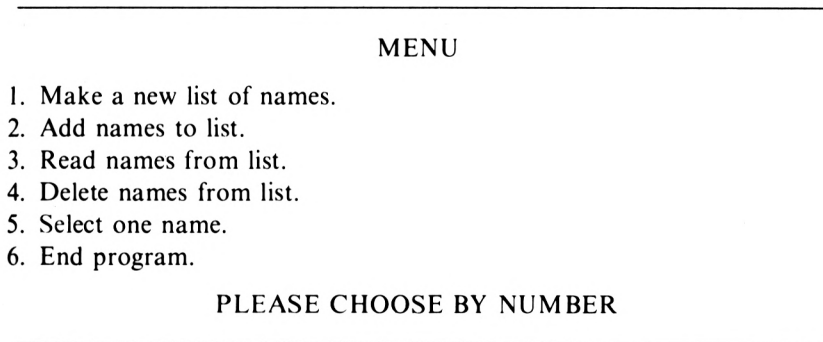 MENU
1. Make a new list of names.
2. Add names to list.
3. Read names from list.
4. Delete names from list.
5. Select one name.
6. End program.
PLEASE CHOOSE BY NUMBER